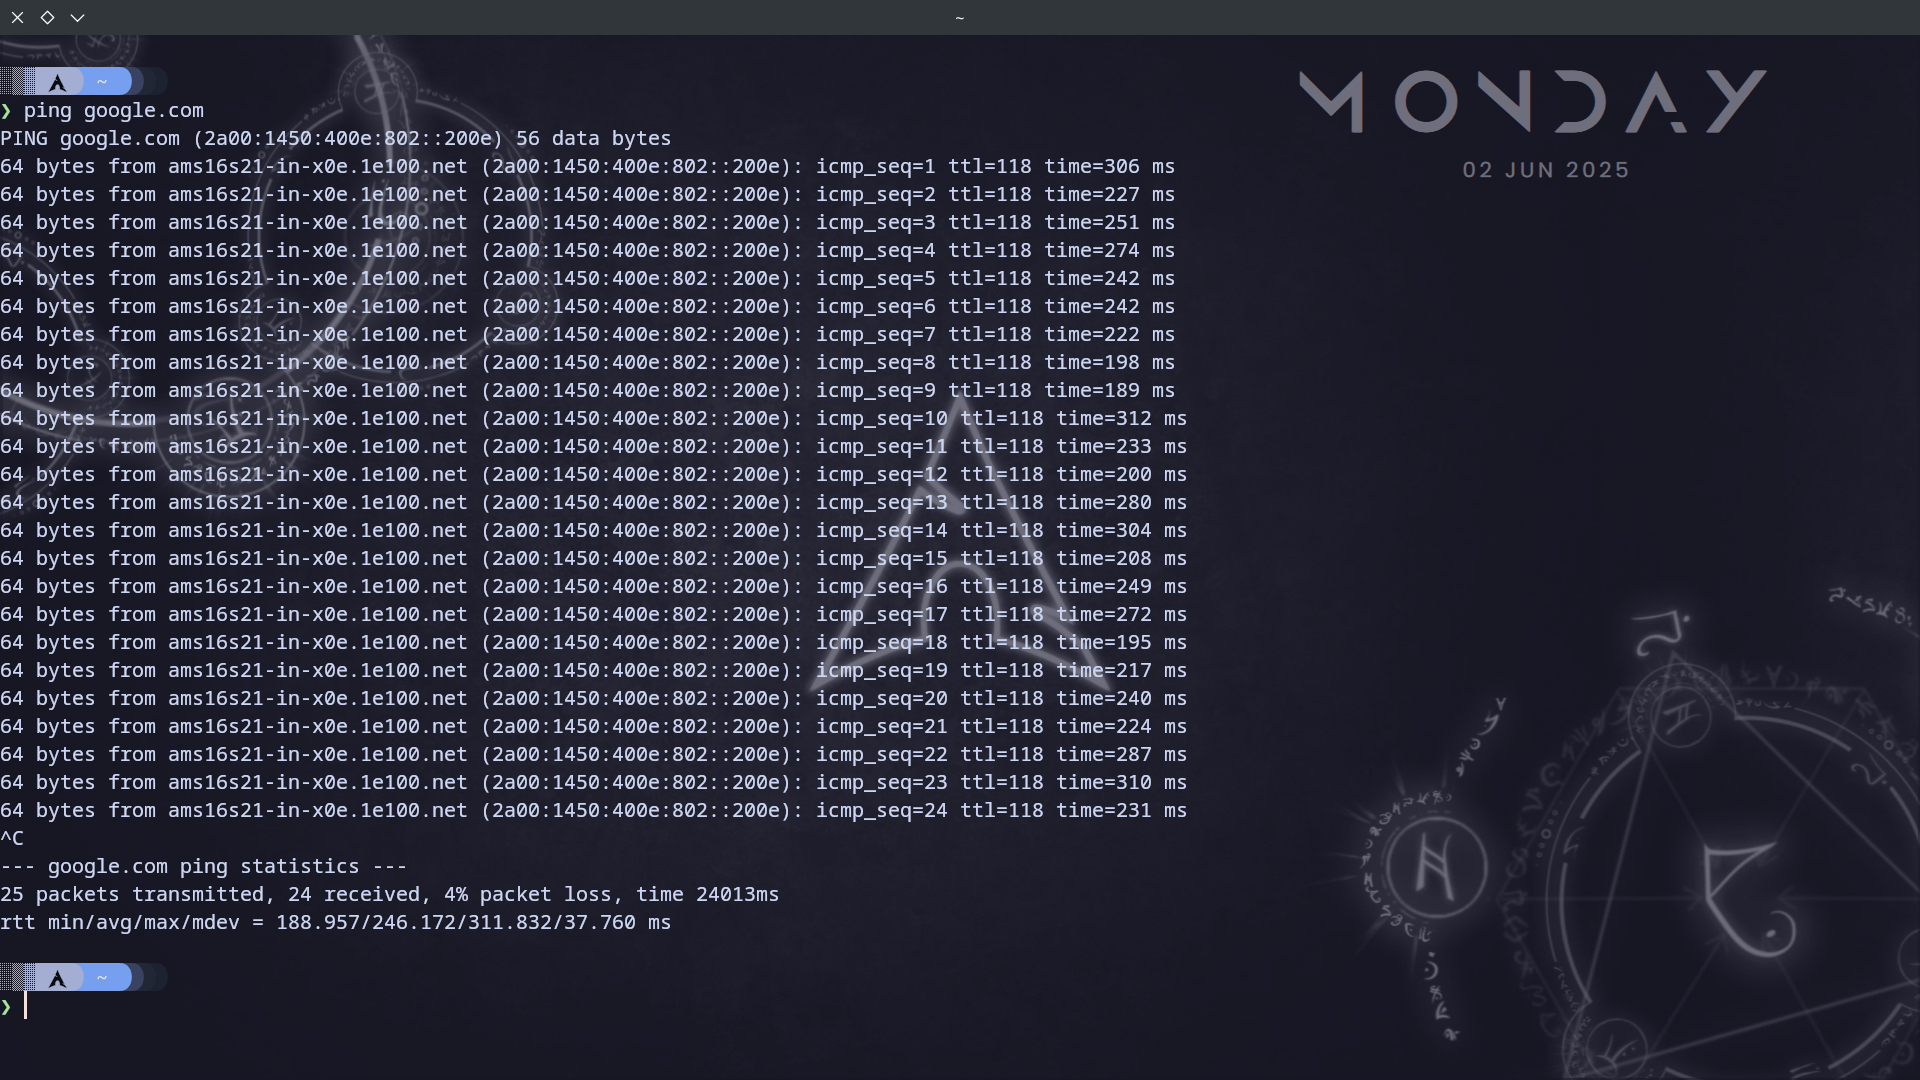 ~
~
❯ ping google.com
PING google.com (2a00:1450:400e:802::200e) 56 data bytes
64 bytes from ams16s21-in-x0e.1e100.net (2a00:1450:400e:802::200e): icmp_seq=1 ttl=118 time=306 ms
64 bytes from ams16s21-in-x0e.1e100.net (2a00:1450:400e:802::200e): icmp_seq=2 ttl=118 time=227 ms
64 bytes from ams16s21-in-x0e.1e100.net (2a00:1450:400e:802::200e): icmp_seq=3 ttl=118 time=251 ms
64 bytes from ams16s21-in-x0e.1e100.net (2a00:1450:400e:802::200e): icmp_seq=4 ttl=118 time=274 ms
64 bytes from ams16s21-in-x0e.1e100.net (2a00:1450:400e:802::200e): icmp_seq=5 ttl=118 time=242 ms
64 bytes from ams16s21-in-x0e.1e100.net (2a00:1450:400e:802::200e): icmp_seq=6 ttl=118 time=242 ms
64 bytes from ams16s21-in-x0e.1e100.net (2a00:1450:400e:802::200e): icmp_seq=7 ttl=118 time=222 ms
64 bytes from ams16s21-in-x0e.1e100.net (2a00:1450:400e:802::200e): icmp_seq=8 ttl=118 time=198 ms
64 bytes from ams16s21-in-x0e.1e100.net (2a00:1450:400e:802::200e): icmp_seq=9 ttl=118 time=189 ms
64 bytes from ams16s21-in-x0e.1e100.net (2a00:1450:400e:802::200e): icmp_seq=10 ttl=118 time=312 ms
64 bytes from ams16s21-in-x0e.1e100.net (2a00:1450:400e:802::200e): icmp_seq=11 ttl=118 time=233 ms
64 bytes from ams16s21-in-x0e.1e100.net (2a00:1450:400e:802::200e): icmp_seq=12 ttl=118 time=200 ms
64 bytes from ams16s21-in-x0e.1e100.net (2a00:1450:400e:802::200e): icmp_seq=13 ttl=118 time=280 ms
64 bytes from ams16s21-in-x0e.1e100.net (2a00:1450:400e:802::200e): icmp_seq=14 ttl=118 time=304 ms
64 bytes from ams16s21-in-x0e.1e100.net (2a00:1450:400e:802::200e): icmp_seq=15 ttl=118 time=208 ms
64 bytes from ams16s21-in-x0e.1e100.net (2a00:1450:400e:802::200e): icmp_seq=16 ttl=118 time=249 ms
64 bytes from ams16s21-in-x0e.1e100.net (2a00:1450:400e:802::200e): icmp_seq=17 ttl=118 time=272 ms
64 bytes from ams16s21-in-x0e.1e100.net (2a00:1450:400e:802::200e): icmp_seq=18 ttl=118 time=195 ms
64 bytes from ams16s21-in-x0e.1e100.net (2a00:1450:400e:802::200e): icmp_seq=19 ttl=118 time=217 ms
64 bytes from ams16s21-in-x0e.1e100.net (2a00:1450:400e:802::200e): icmp_seq=20 ttl=118 time=240 ms
64 bytes from ams16s21-in-x0e.1e100.net (2a00:1450:400e:802::200e): icmp_seq=21 ttl=118 time=224 ms
64 bytes from ams16s21-in-x0e.1e100.net (2a00:1450:400e:802::200e): icmp_seq=22 ttl=118 time=287 ms
64 bytes from ams16s21-in-x0e.1e100.net (2a00:1450:400e:802::200e): icmp_seq=23 ttl=118 time=310 ms
64 bytes from ams16s21-in-x0e.1e100.net (2a00:1450:400e:802::200e): icmp_seq=24 ttl=118 time=231 ms
^C
--- google.com ping statistics ---
25 packets transmitted, 24 received, 4% packet loss, time 24013ms
rtt min/avg/max/mdev = 188.957/246.172/311.832/37.760 ms
~
❯
MONDAY
02 JUN 2025